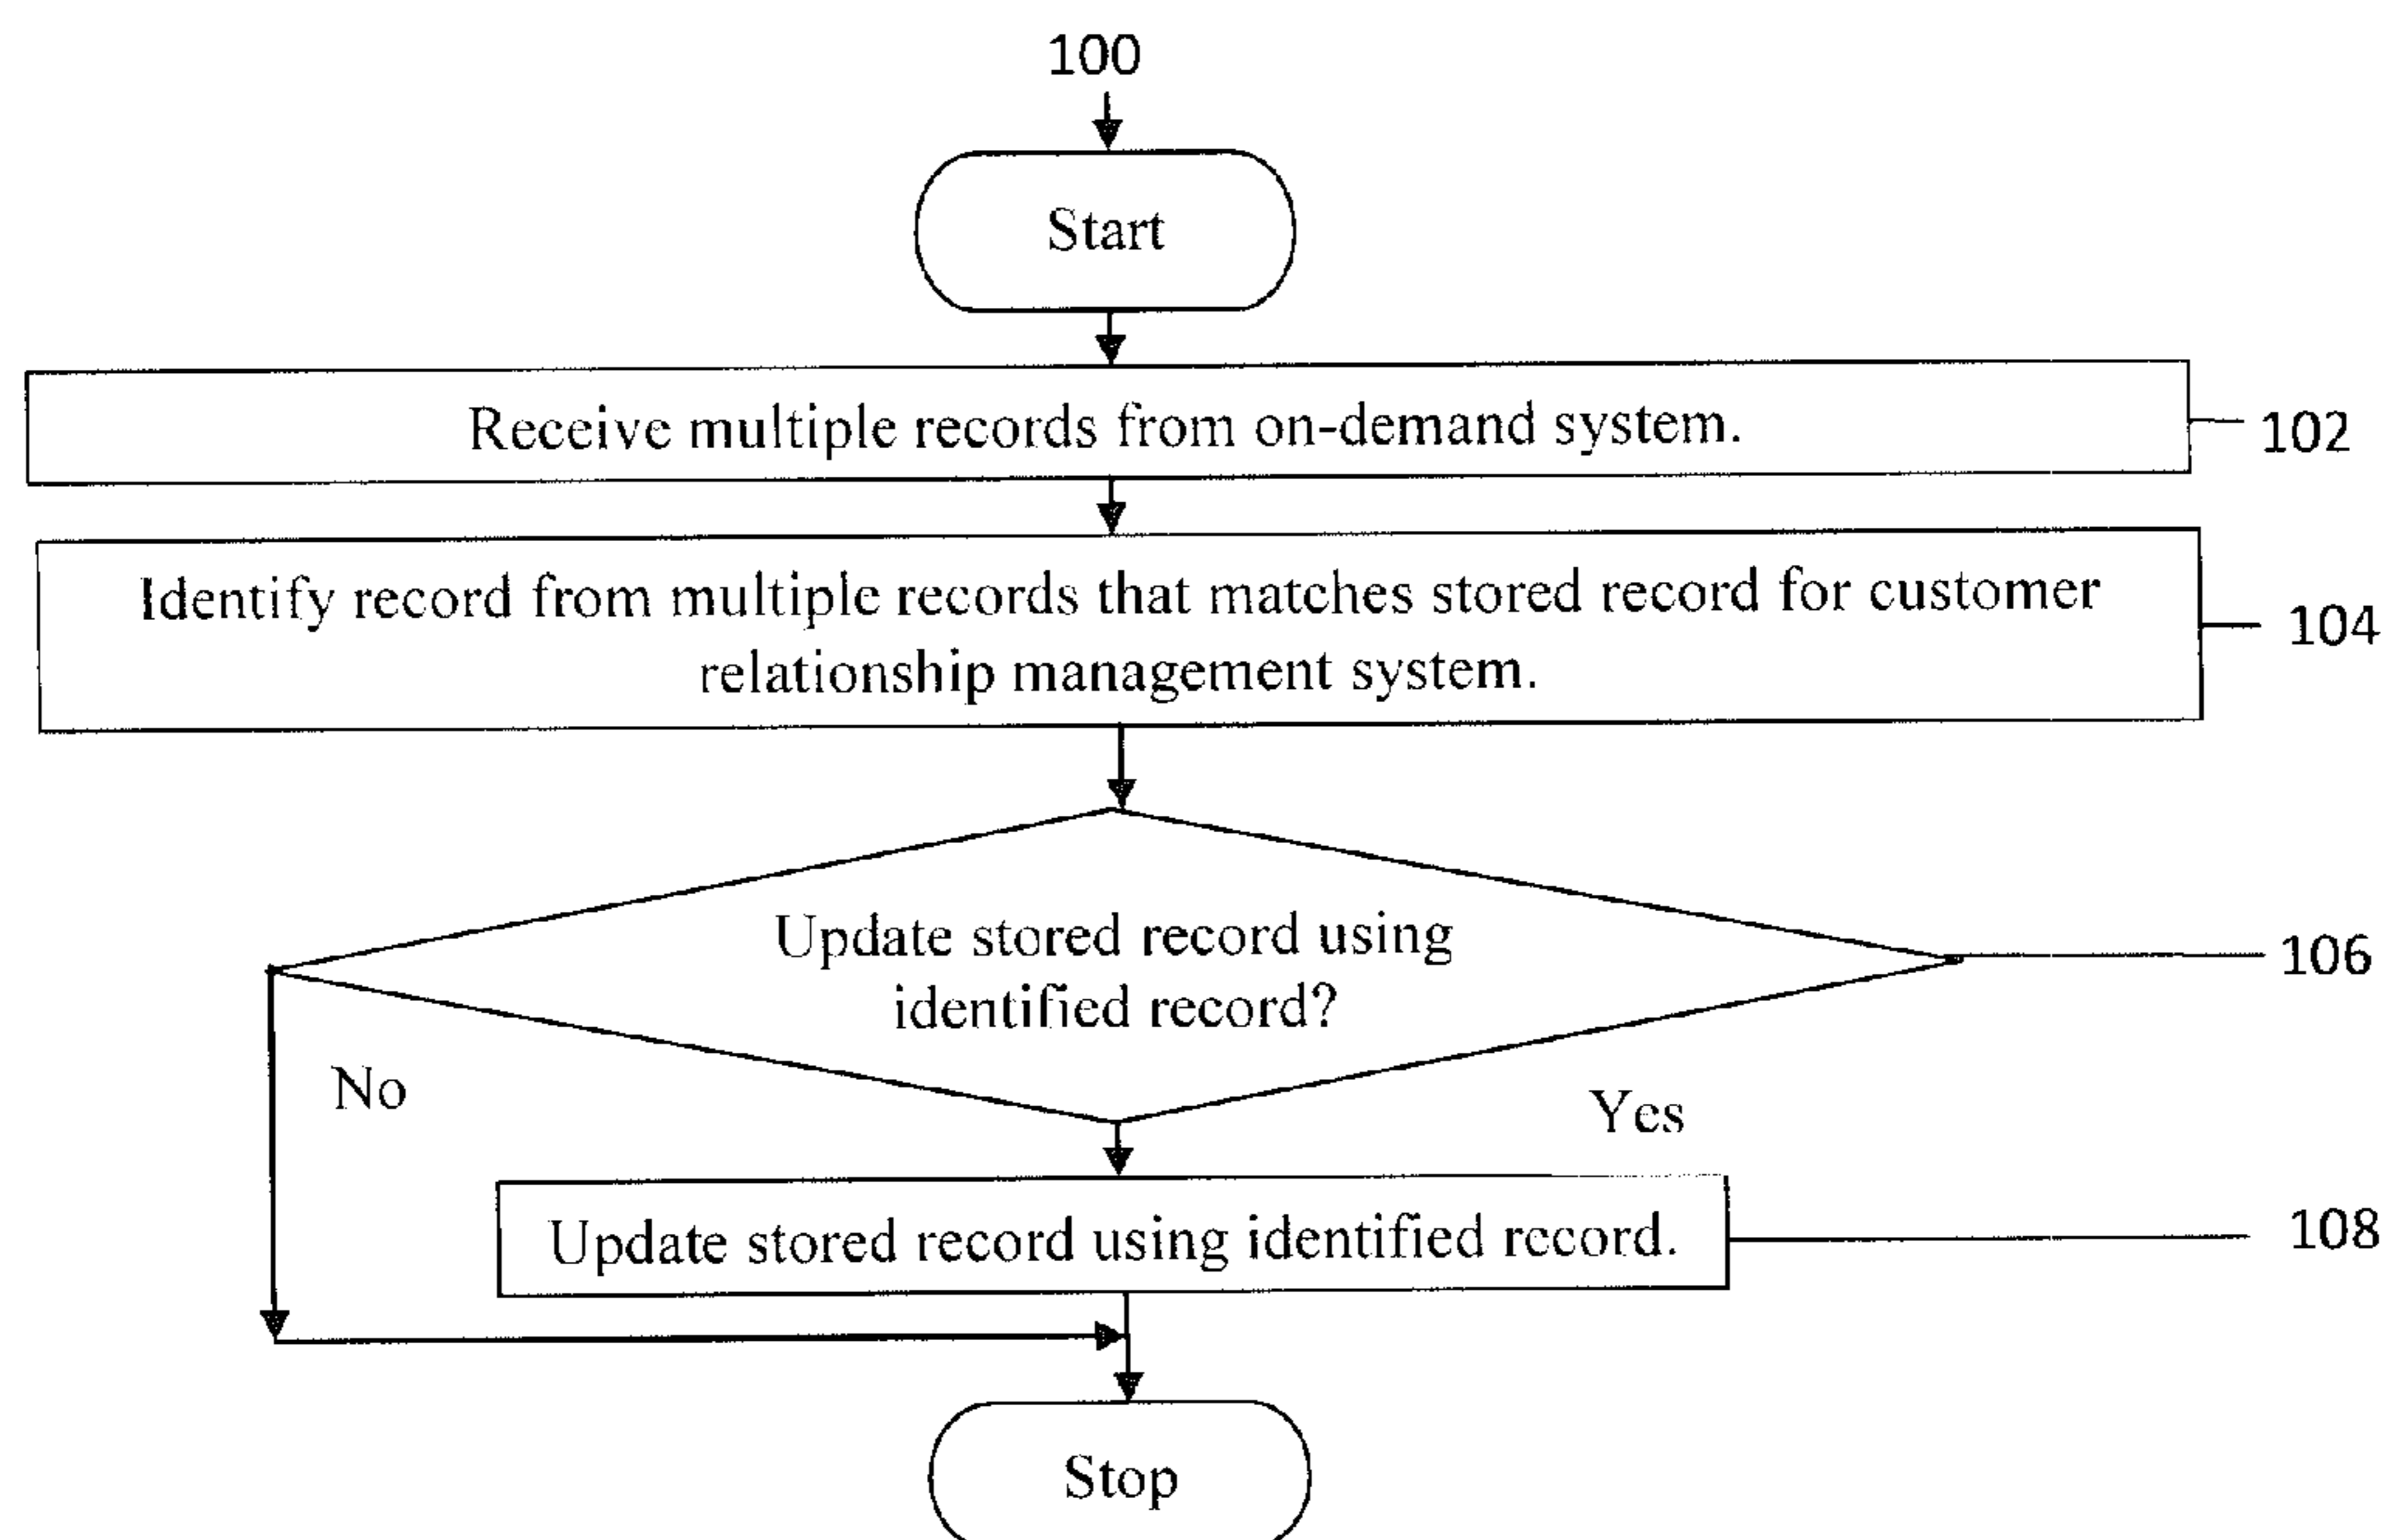 100
Start
Receive multiple records from on-demand system.
102
Identify record from multiple records that matches stored record for customer
relationship management system.
104
Update stored record using
identified record?
106
No
Yes
Update stored record using identified record.
108
Stop